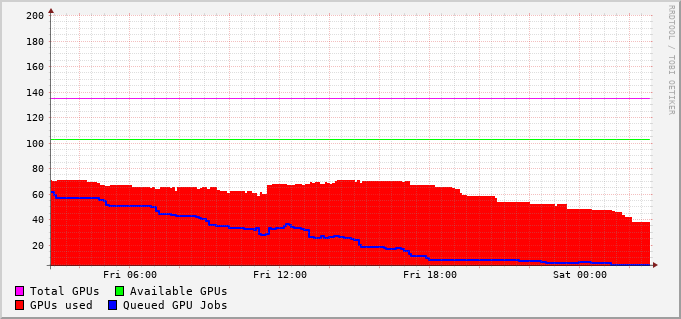 200
180
160
140
120
100
80
60
40
20
Fri 06:00 Fri 12:00 Fri 18:00 Sat 00:00
Total GPUs Available GPUs
GPUs used Queued GPU Jobs
RRDTOOL / TOBI OETIKER